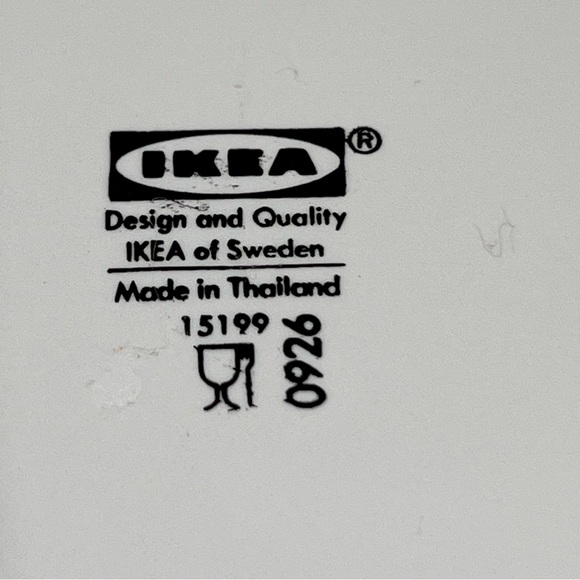 IKEA®
Design and Quality
IKEA of Sweden
Made in Thailand
15199
0926